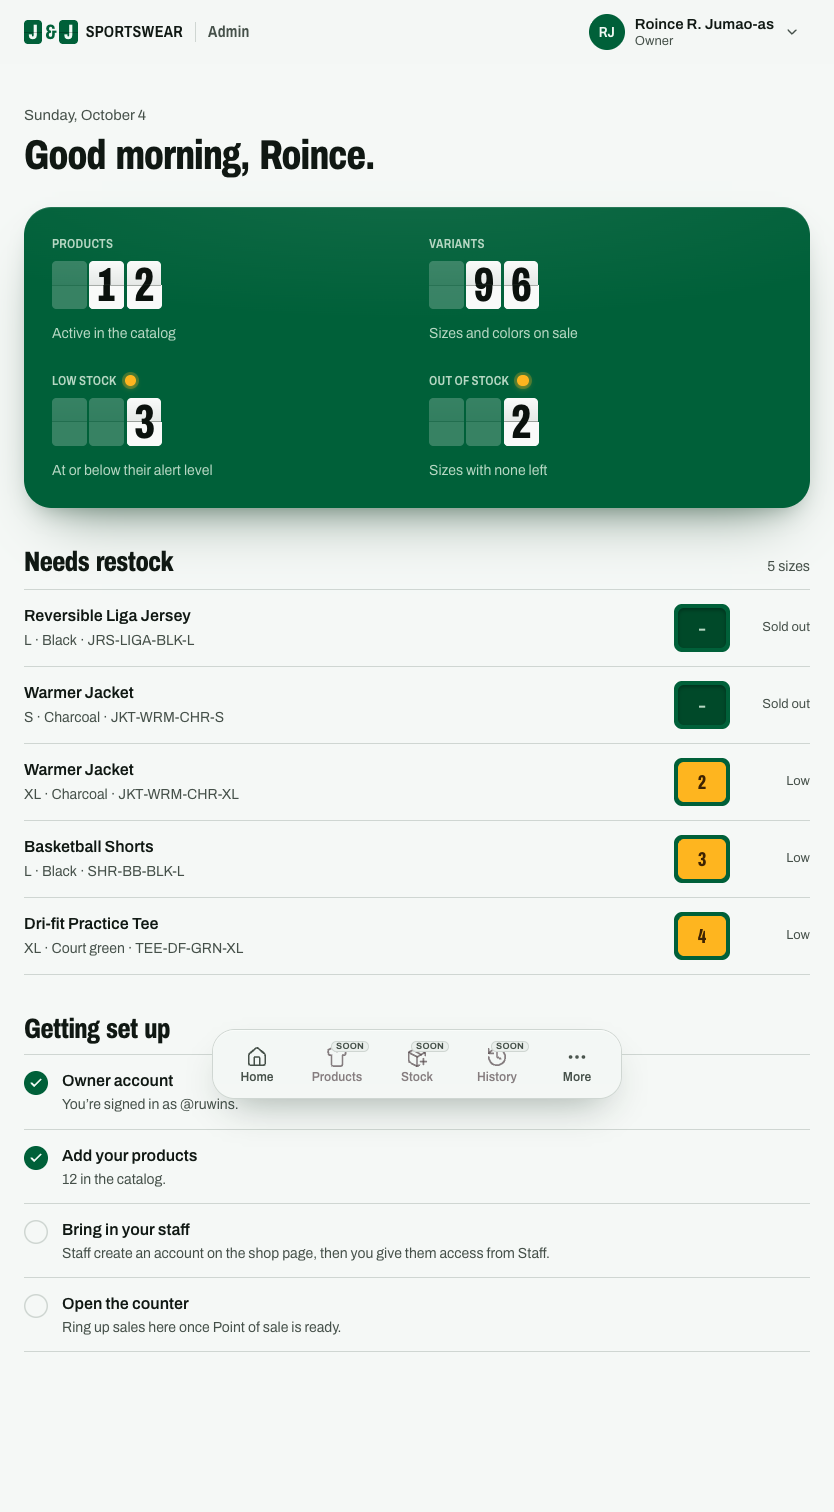 J & J SPORTSWEAR Admin
RJ
Roince R. Jumao-as
Owner
Sunday, October 4
Good morning, Roince.
PRODUCTS
12
Active in the catalog
VARIANTS
96
Sizes and colors on sale
LOW STOCK
3
At or below their alert level
OUT OF STOCK
2
Sizes with none left
Needs restock
5 sizes
Reversible Liga Jersey
L · Black · JRS-LIGA-BLK-L
-
Sold out
Warmer Jacket
S · Charcoal · JKT-WRM-CHR-S
-
Sold out
Warmer Jacket
XL · Charcoal · JKT-WRM-CHR-XL
2
Low
Basketball Shorts
L · Black · SHR-BB-BLK-L
3
Low
Dri-fit Practice Tee
XL · Court green · TEE-DF-GRN-XL
4
Low
Getting set up
Owner account
You're signed in as @ruwins.
Home
SOON
Products
SOON
Stock
SOON
History
More
Add your products
12 in the catalog.
Bring in your staff
Staff create an account on the shop page, then you give them access from Staff.
Open the counter
Ring up sales here once Point of sale is ready.